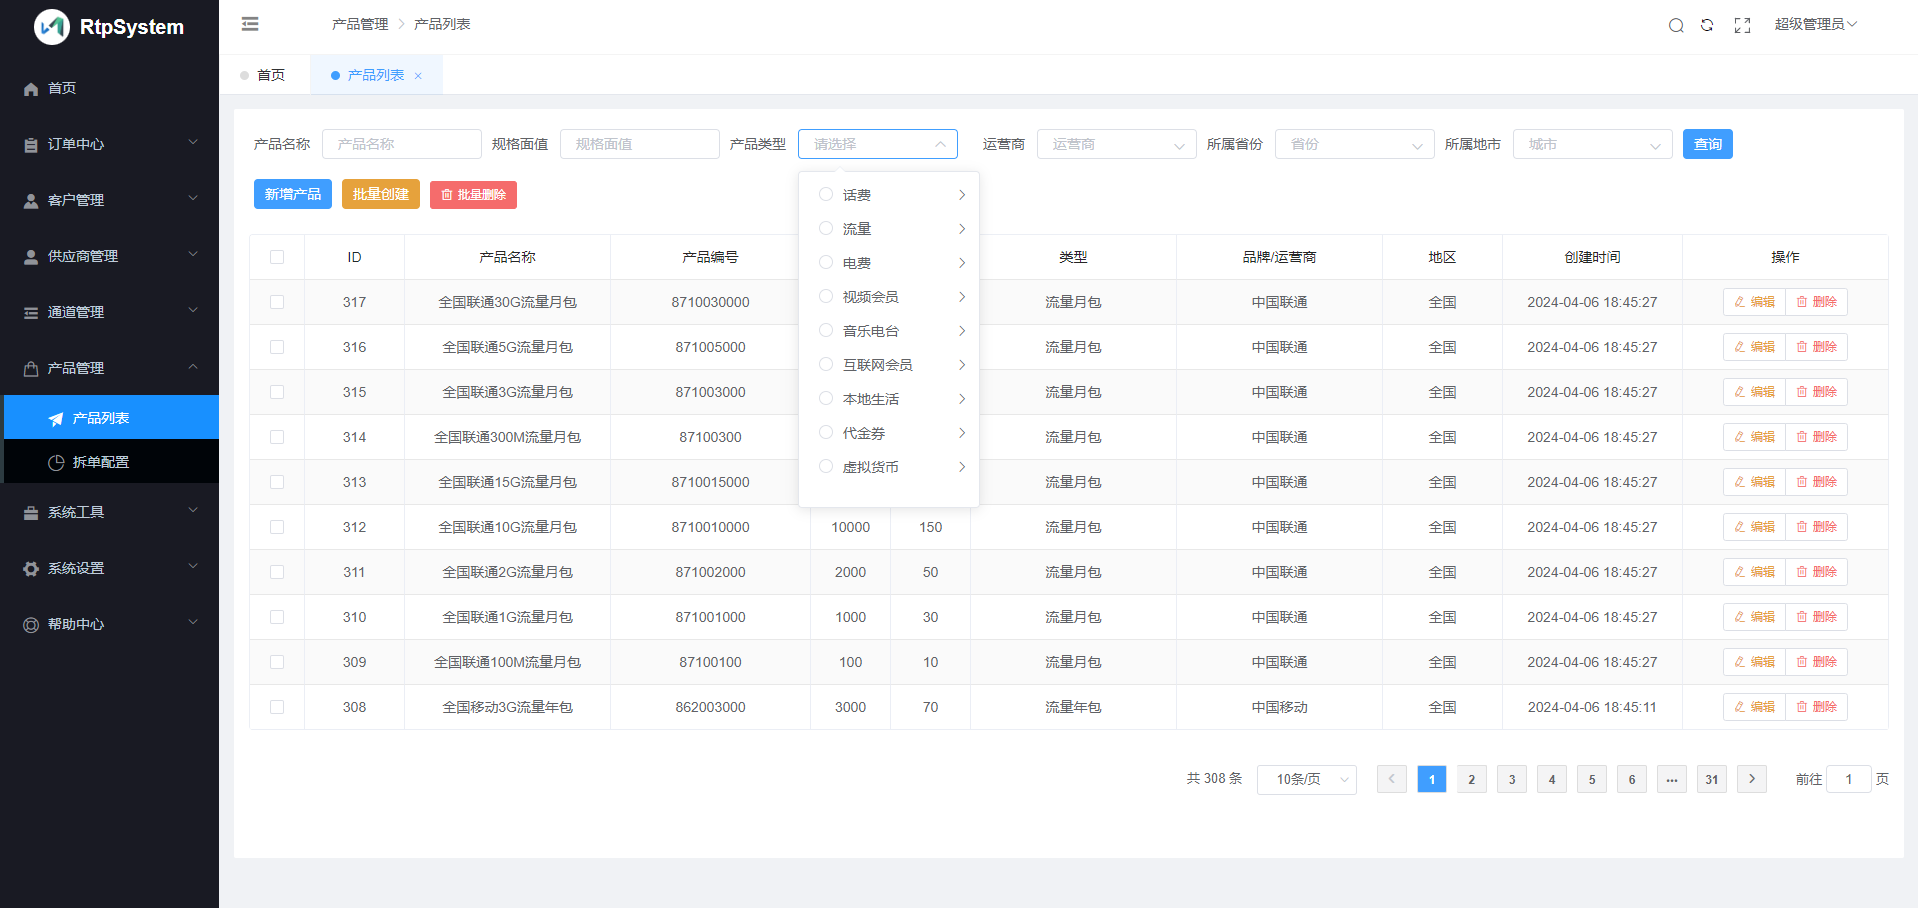 RtpSystem
首页
订单中心
客户管理
供应商管理
通道管理
产品管理
产品列表
拆单配置
系统工具
系统设置
帮助中心
产品管理 产品列表 超级管理员
首页 产品列表
产品名称 产品名称 规格面值 规格面值 产品类型 请选择 运营商 运营商 所属省份 省份 所属地市 城市 查询
新增产品 批量创建 批量删除
话费
流量
电费
视频会员
音乐电台
互联网会员
本地生活
代金券
虚拟货币
ID 产品名称 产品编号 类型 品牌/运营商 地区 创建时间 操作
317 全国联通30G流量月包 8710030000 流量月包 中国联通 全国 2024-04-06 18:45:27 编辑 删除
316 全国联通5G流量月包 871005000 流量月包 中国联通 全国 2024-04-06 18:45:27 编辑 删除
315 全国联通3G流量月包 871003000 流量月包 中国联通 全国 2024-04-06 18:45:27 编辑 删除
314 全国联通300M流量月包 87100300 流量月包 中国联通 全国 2024-04-06 18:45:27 编辑 删除
313 全国联通15G流量月包 8710015000 流量月包 中国联通 全国 2024-04-06 18:45:27 编辑 删除
312 全国联通10G流量月包 8710010000 10000 150 流量月包 中国联通 全国 2024-04-06 18:45:27 编辑 删除
311 全国联通2G流量月包 871002000 2000 50 流量月包 中国联通 全国 2024-04-06 18:45:27 编辑 删除
310 全国联通1G流量月包 871001000 1000 30 流量月包 中国联通 全国 2024-04-06 18:45:27 编辑 删除
309 全国联通100M流量月包 87100100 100 10 流量月包 中国联通 全国 2024-04-06 18:45:27 编辑 删除
308 全国移动3G流量年包 862003000 3000 70 流量年包 中国移动 全国 2024-04-06 18:45:11 编辑 删除
共 308 条 10条/页 1 2 3 4 5 6 ... 31 前往 1 页